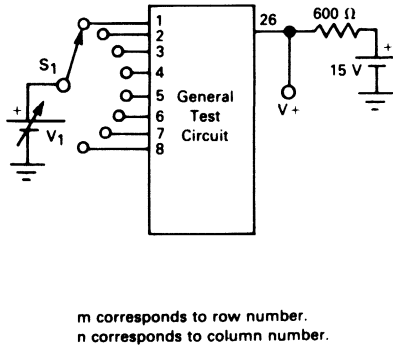 1
2
3
4
5
6
7
8
S1
+
V1
General
Test
Circuit
26
V+
600 Ω
+
15 V
m corresponds to row number.
n corresponds to column number.